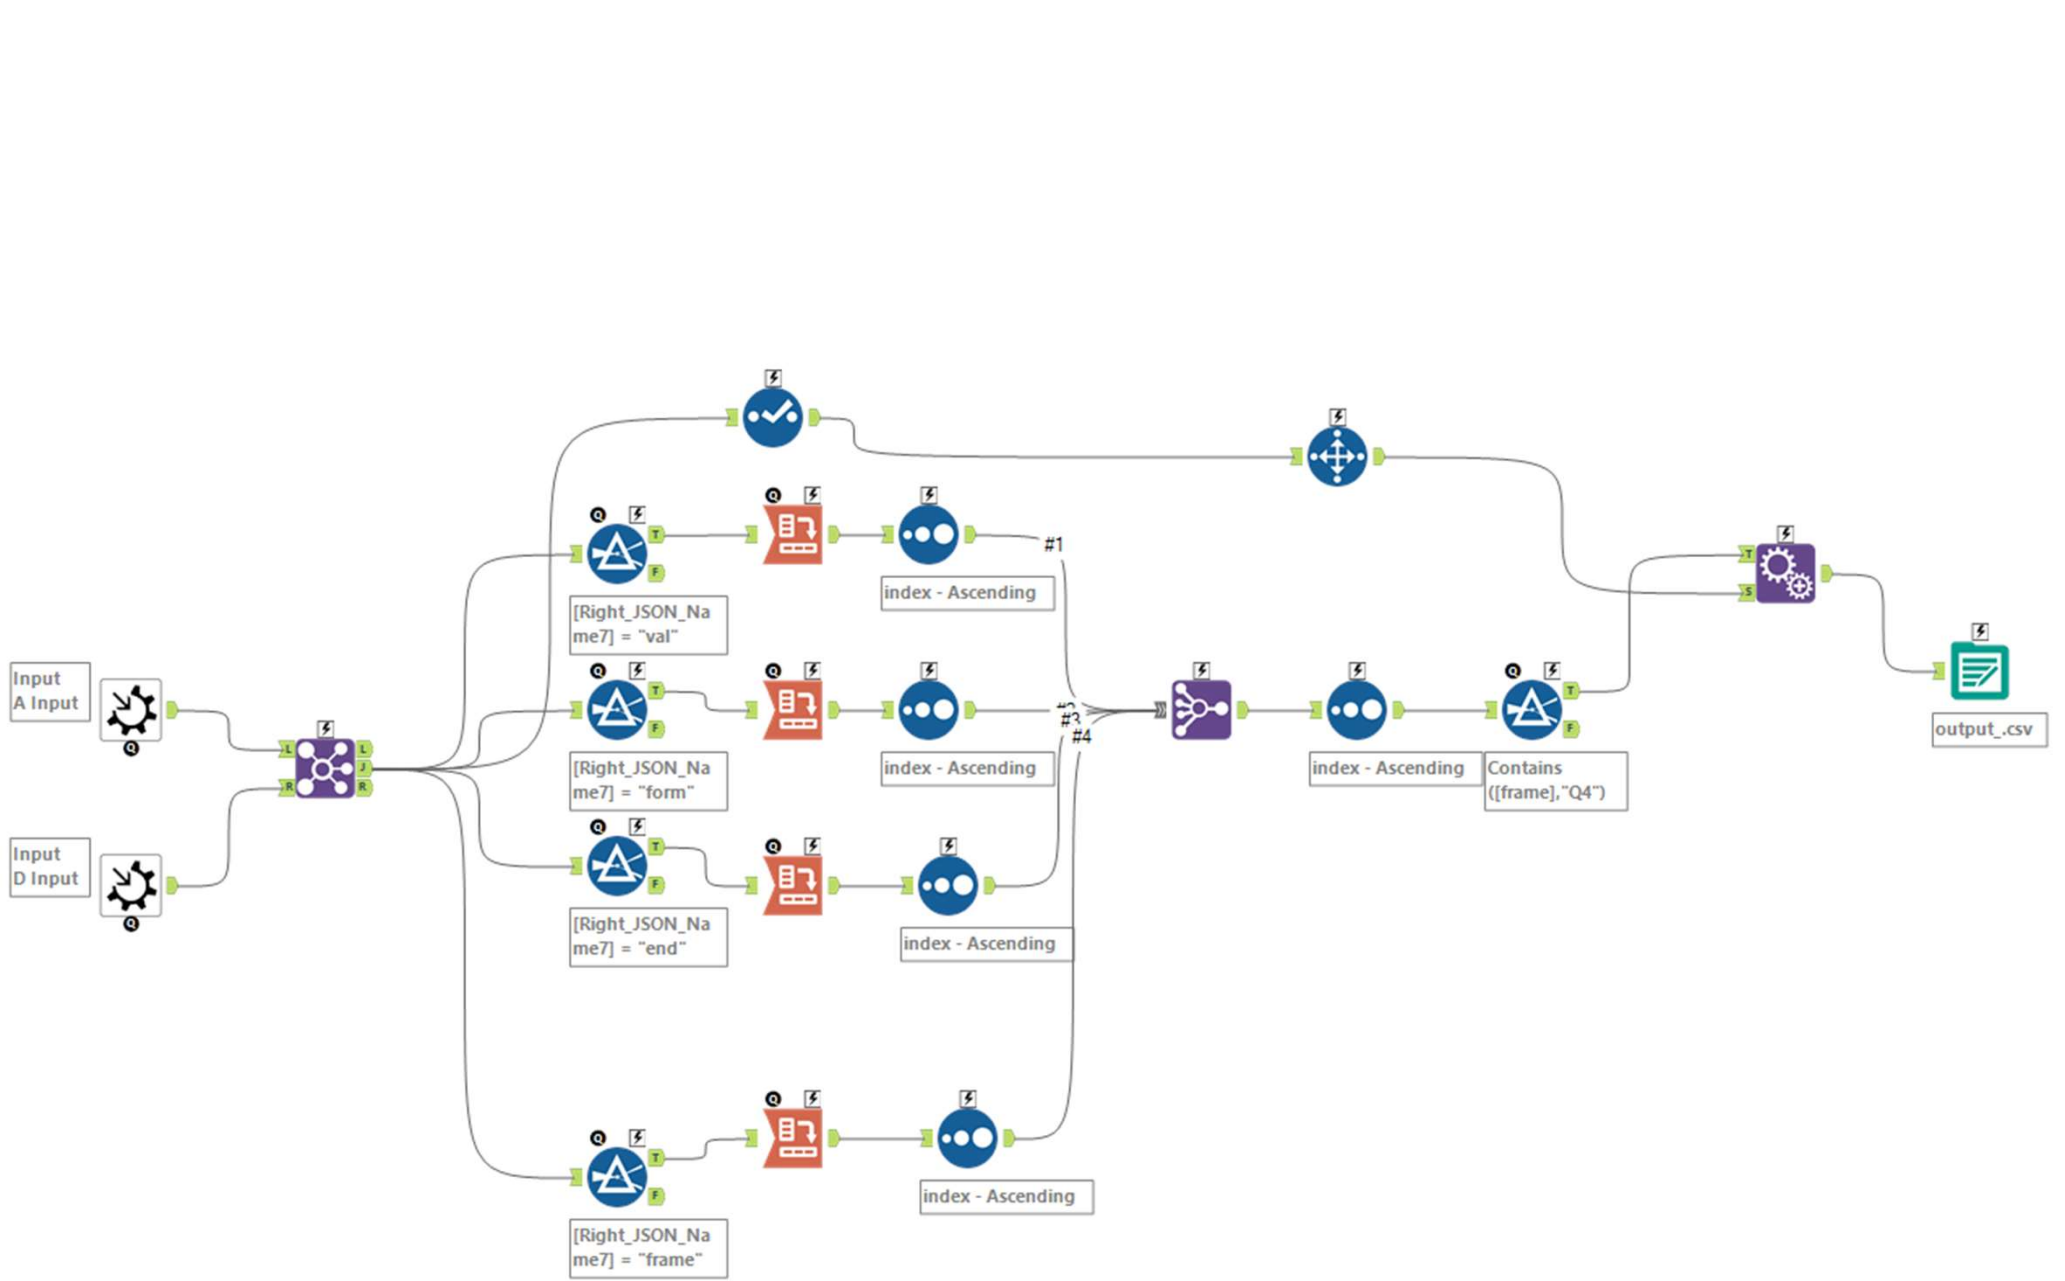 Input
A Input
Input
D Input
L
R
L
J
R
Q
Q
Q
T
F
[Right_JSON_Na
me7] = "val"
Q
index - Ascending
#1
Q
T
F
[Right_JSON_Na
me7] = "form"
Q
index - Ascending
#3
#4
Q
T
F
[Right_JSON_Na
me7] = "end"
Q
index - Ascending
Q
T
F
[Right_JSON_Na
me7] = "frame"
Q
index - Ascending
index - Ascending
Q
T
F
Contains
([frame],"Q4")
T
S
output_.csv